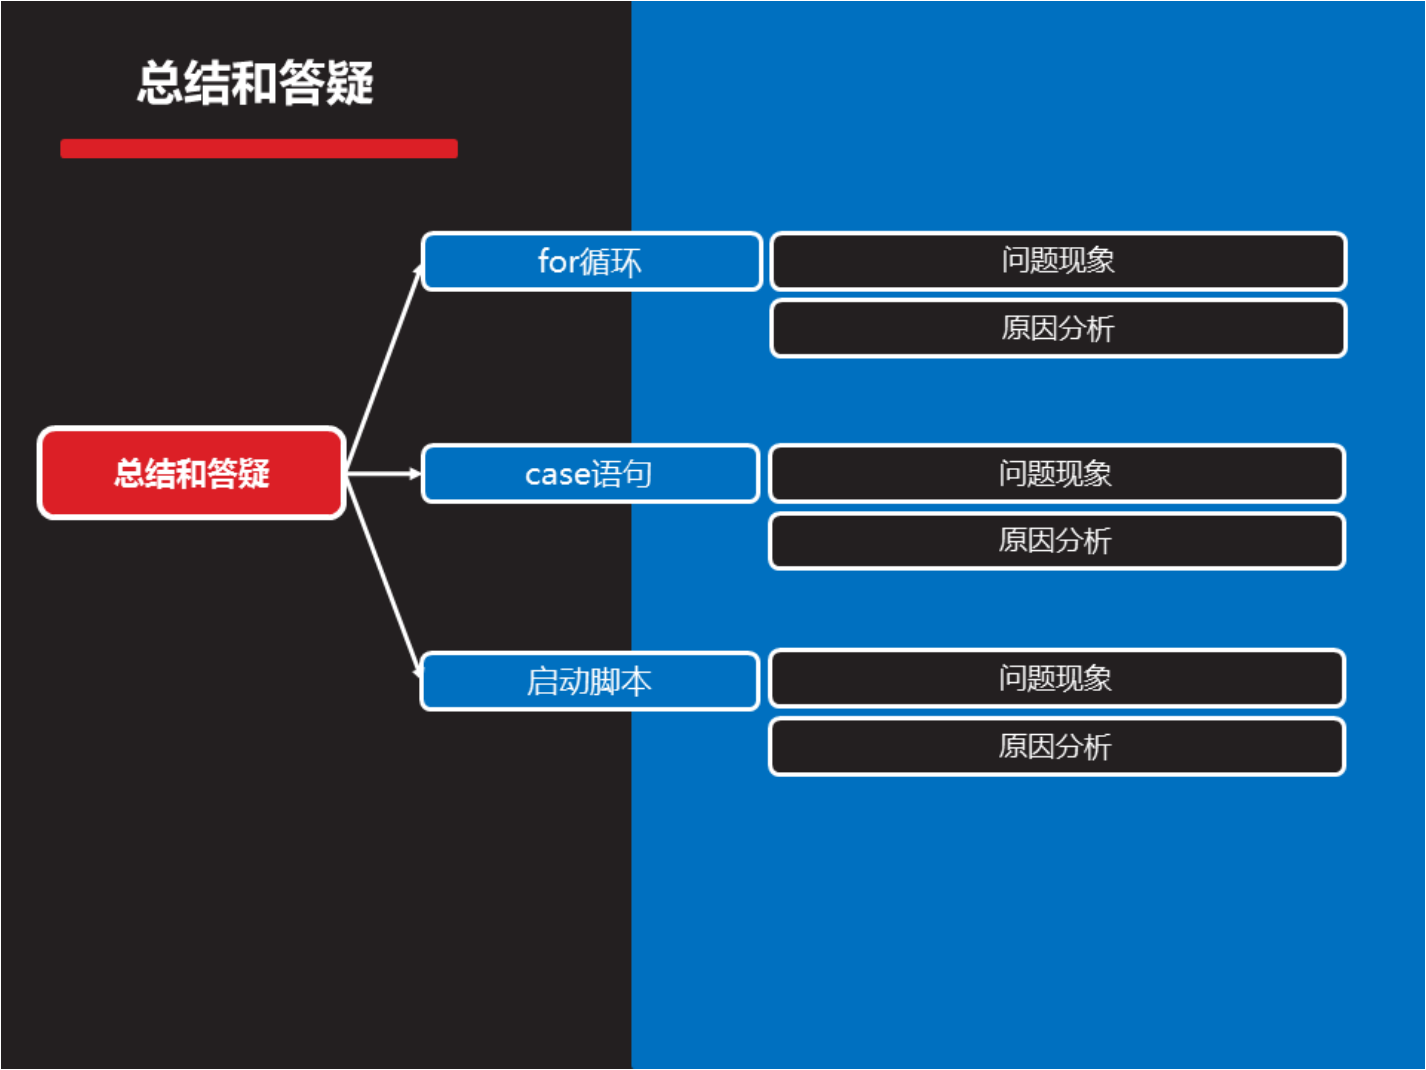 总结和答疑
for循环
问题现象
原因分析
总结和答疑
case语句
问题现象
原因分析
启动脚本
问题现象
原因分析